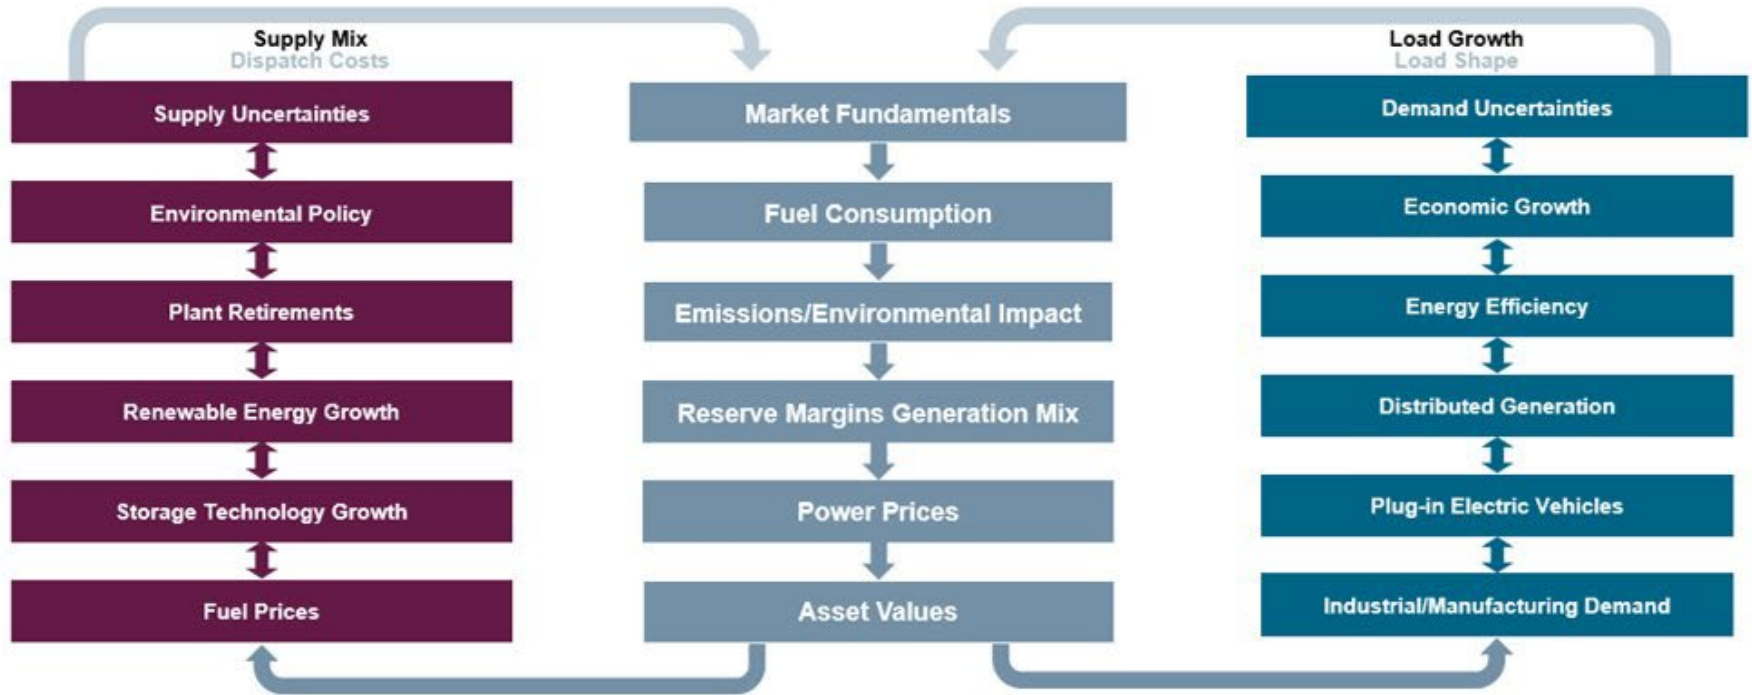 Supply Mix
Dispatch Costs
Supply Uncertainties
Environmental Policy
Plant Retirements
Renewable Energy Growth
Storage Technology Growth
Fuel Prices
Market Fundamentals
Fuel Consumption
Emissions/Environmental Impact
Reserve Margins Generation Mix
Power Prices
Asset Values
Load Growth
Load Shape
Demand Uncertainties
Economic Growth
Energy Efficiency
Distributed Generation
Plug-in Electric Vehicles
Industrial/Manufacturing Demand